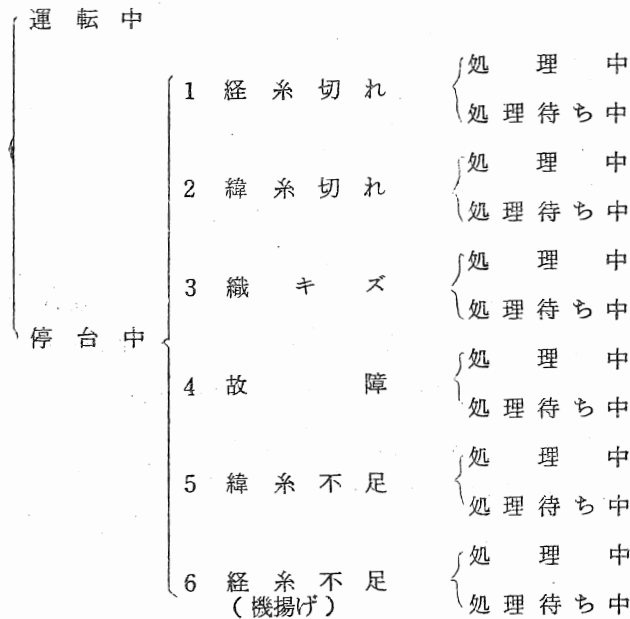 運転中
処理中
1 経糸切れ
処理待ち中
処理中
2 緯糸切れ
処理待ち中
処理中
3 織キズ
処理待ち中
停台中
処理中
4 故障
処理待ち中
処理中
5 緯糸不足
処理待ち中
処理中
6 経糸不足
(機揚げ)
処理待ち中